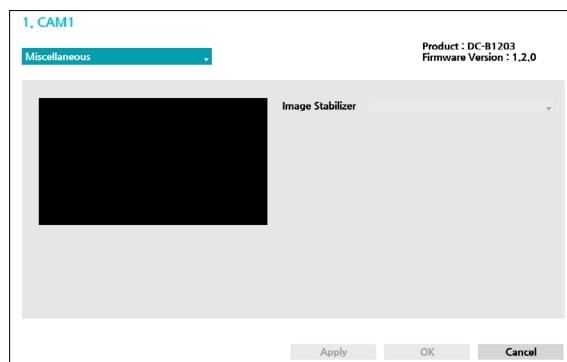 1. CAM1
Miscellaneous
Product : DC-B1203
Firmware Version : 1.2.0
Image Stabilizer
Apply
OK
Cancel